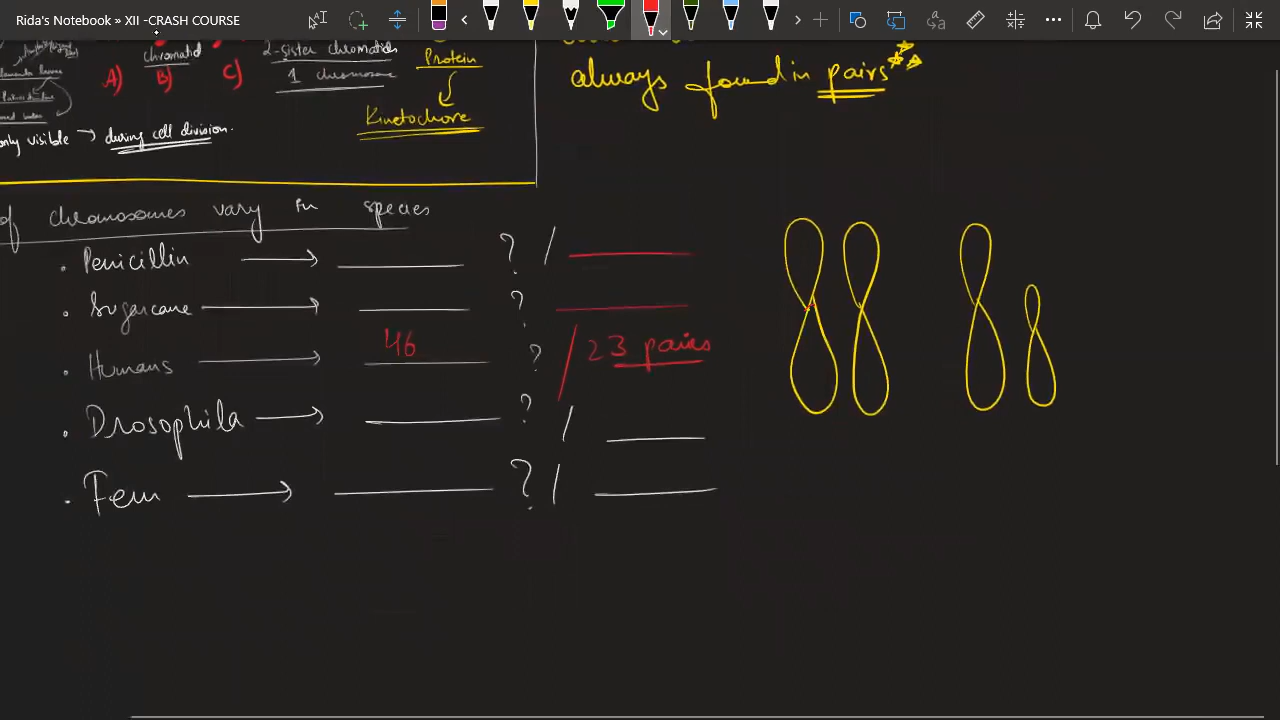 Rida's Notebook » XII -CRASH COURSE
chromatid
A) B) C)
2-sister chromatids
1 chromosome
Protein
Kinetochore
only visible → during cell division.
always found in pairs
of chromosomes vary in species
. Penicillin → ? /
. Sugarcane → ?
. Humans → 46 ? / 23 pairs
. Drosophila → ? /
. Fern → ? /